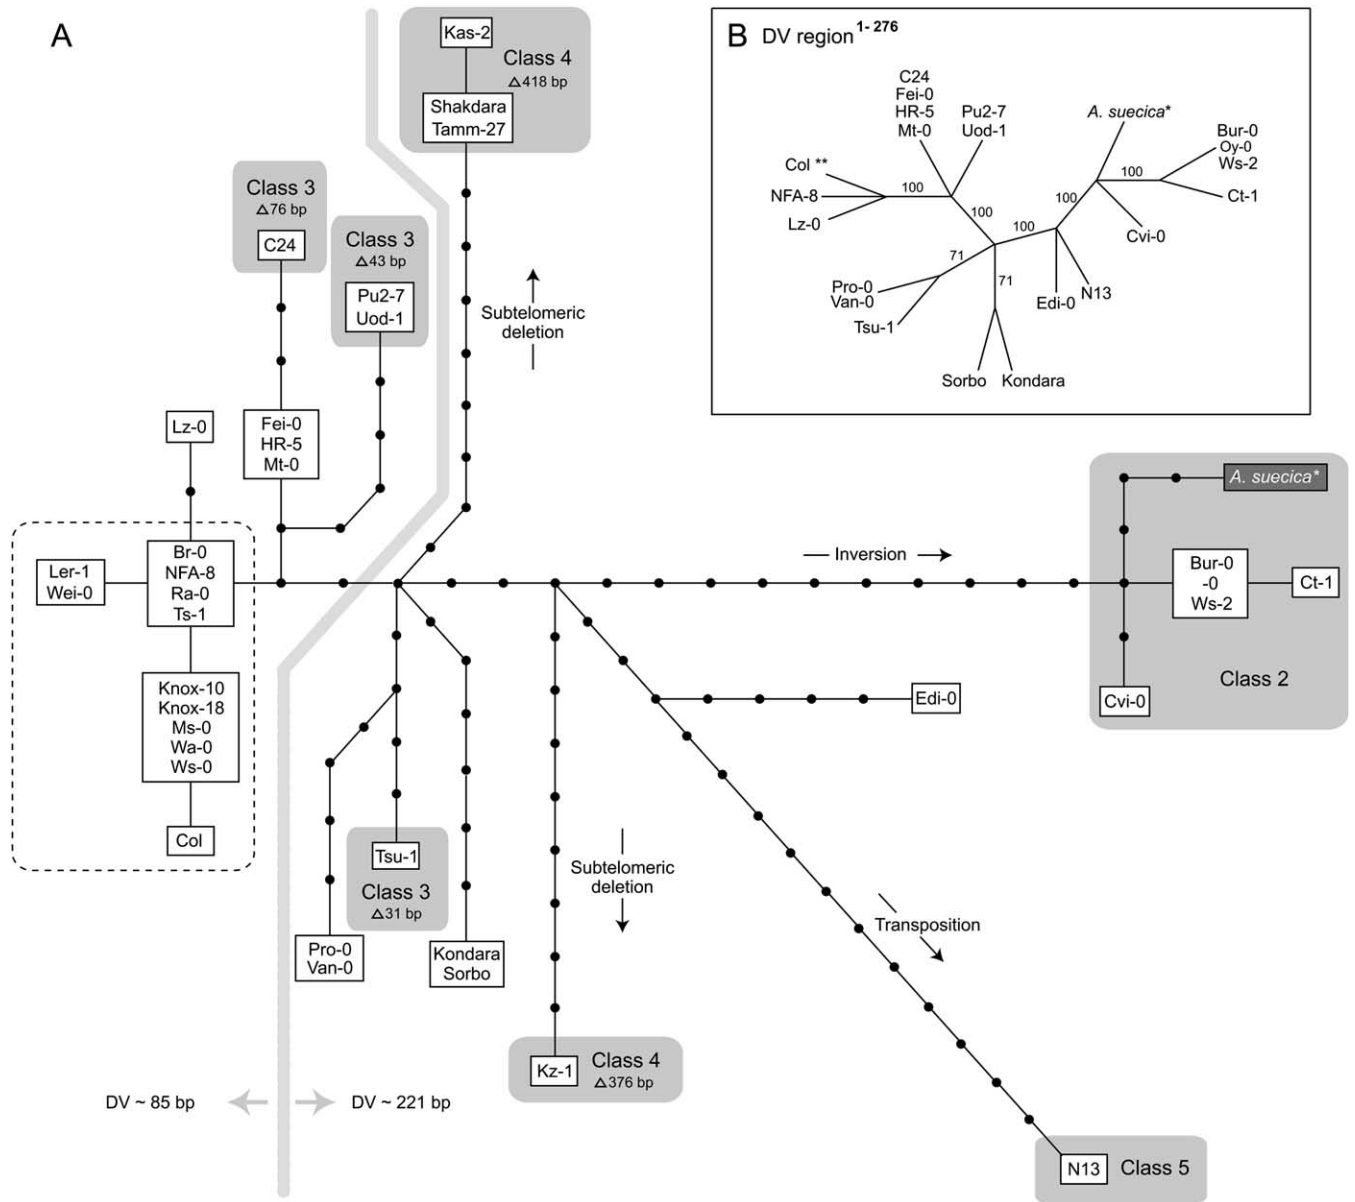 A
Kas-2
Class 4
△418 bp
Shakdara
Tamm-27
Class 3
△76 bp
C24
Class 3
△43 bp
Pu2-7
Uod-1
Subtelomeric
deletion
Lz-0
Fei-0
HR-5
Mt-0
Ler-1
Wei-0
Br-0
NFA-8
Ra-0
Ts-1
Knox-10
Knox-18
Ms-0
Wa-0
Ws-0
Col
Inversion
A. suecica*
Bur-0
-0
Ws-2
Ct-1
Cvi-0
Class 2
Edi-0
Tsu-1
Class 3
△31 bp
Pro-0
Van-0
Kondara
Sorbo
Subtelomeric
deletion
Transposition
Kz-1
Class 4
△376 bp
N13
Class 5
DV ~ 85 bp
DV ~ 221 bp
B DV region 1-276
C24
Fei-0
HR-5
Mt-0
Pu2-7
Uod-1
A. suecica*
Bur-0
Oy-0
Ws-2
Ct-1
Cvi-0
Col **
NFA-8
Lz-0
100
100
100
100
100
71
71
Pro-0
Van-0
Tsu-1
Sorbo
Kondara
Edi-0
N13